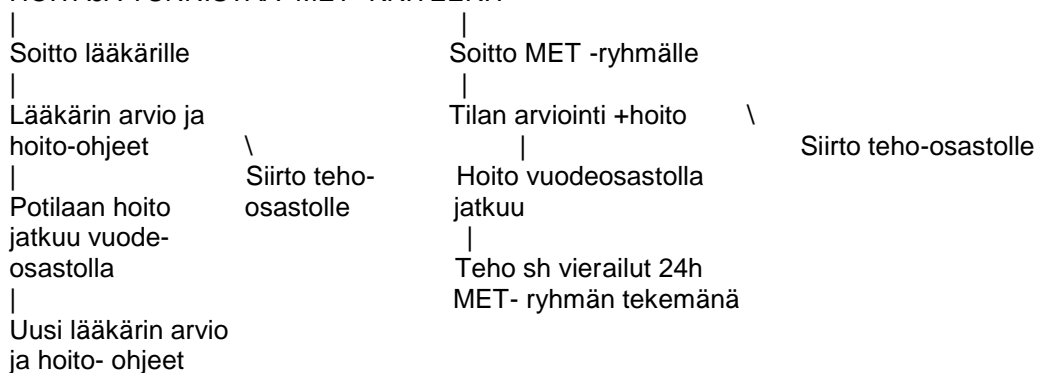 |                                                        |
Soitto lääkärille                                Soitto MET -ryhmälle
|                                                        |
Lääkärin arvio ja                              Tilan arviointi +hoito        \
hoito-ohjeet            \                                |                                  Siirto teho-osastolle
|                              Siirto teho-          Hoito vuodeosastolla
Potilaan hoito          osastolle              jatkuu
jatkuu vuode-                                        |
osastolla                                          Teho sh vierailut 24h
|                                                      MET- ryhmän tekemänä
Uusi lääkärin arvio
ja hoito- ohjeet